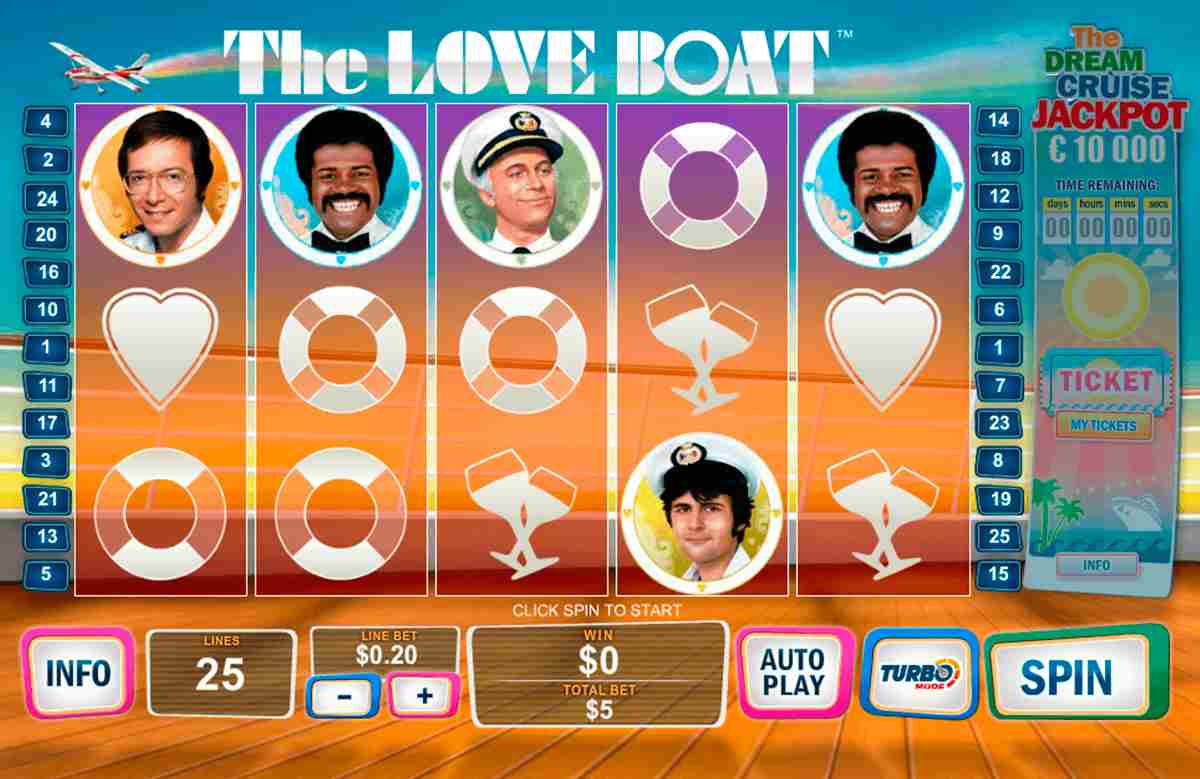 The LOVE BOAT™
The
DREAM
CRUISE
JACKPOT
€ 10 000
TIME REMAINING:
days hours mins secs
00 00 00 00
TICKET
MY TICKETS
INFO
4
2
24
20
16
10
1
11
17
3
21
13
5
14
18
12
9
22
6
1
7
23
8
19
25
15
CLICK SPIN TO START
INFO
LINES
25
LINE BET
$0.20
-
+
WIN
$0
TOTAL BET
$5
AUTO
PLAY
TURBO
MODE
SPIN